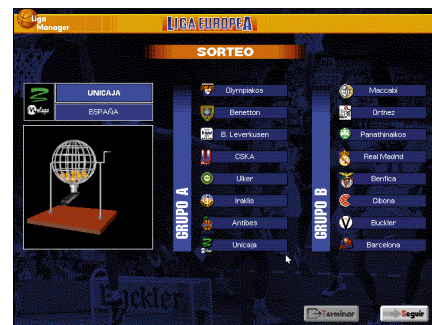 Liga
Manager
LIGA EUROPEA
SORTEO
UNICAJA
ESPAÑA
Malaga
GRUPO A
Olympiakos
Benetton
B. Leverkusen
CSKA
Ulker
Iraklis
Antibes
Unicaja
GRUPO B
Maccabi
Orthez
Panathinaikos
Real Madrid
Benfica
Cibona
Buckler
Barcelona
Buckler
Terminar
Seguir